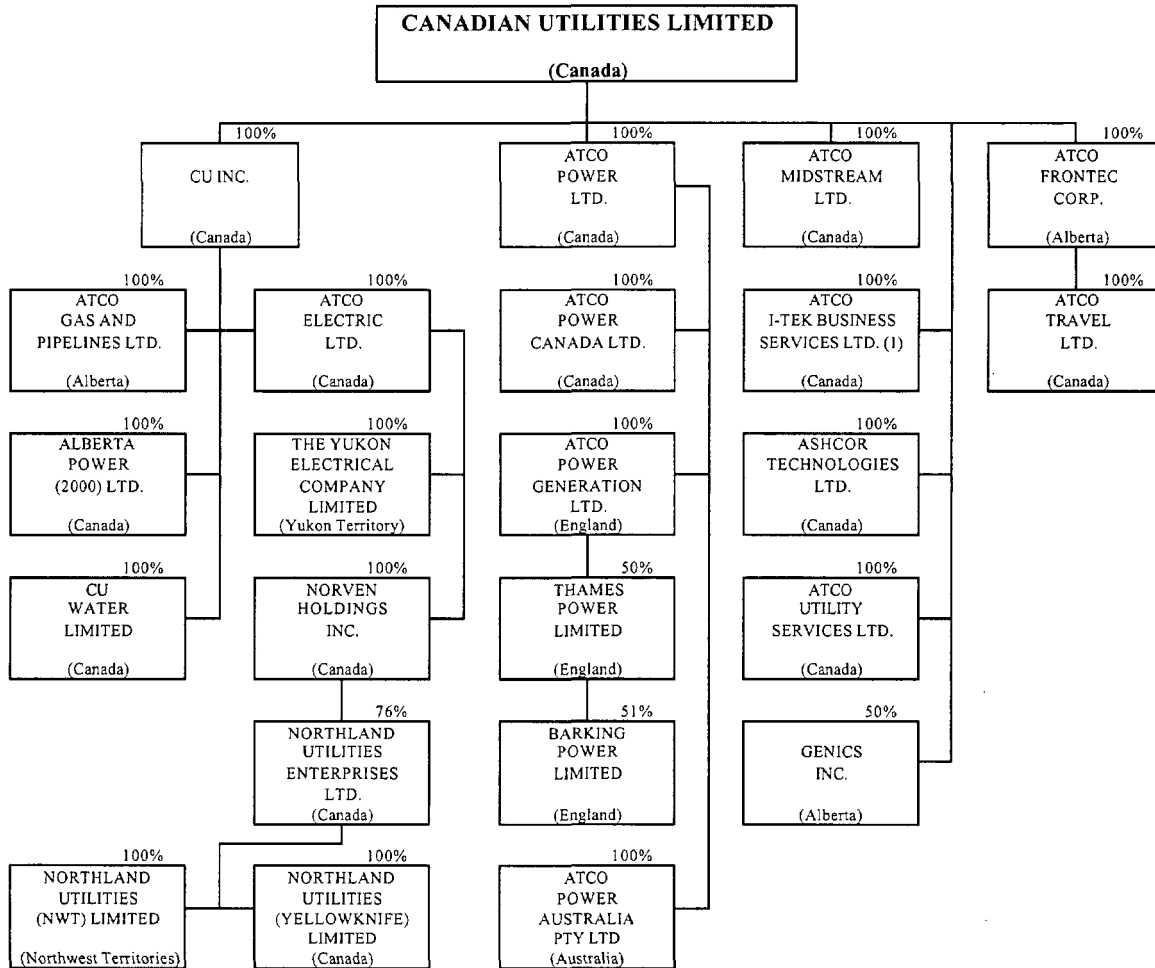 CANADIAN UTILITIES LIMITED
(Canada)
100%
CU INC.
(Canada)
100%
ATCO
POWER
LTD.
(Canada)
100%
ATCO
MIDSTREAM
LTD.
(Canada)
100%
ATCO
FRONTEC
CORP.
(Alberta)
100%
ATCO
GAS AND
PIPELINES LTD.
(Alberta)
100%
ATCO
ELECTRIC
LTD.
(Canada)
100%
ATCO
POWER
CANADA LTD.
(Canada)
100%
ATCO
I-TEK BUSINESS
SERVICES LTD. (1)
(Canada)
100%
ATCO
TRAVEL
LTD.
(Canada)
100%
ALBERTA
POWER
(2000) LTD.
(Canada)
100%
THE YUKON
ELECTRICAL
COMPANY
LIMITED
(Yukon Territory)
100%
ATCO
POWER
GENERATION
LTD.
(England)
100%
ASHCOR
TECHNOLOGIES
LTD.
(Canada)
100%
CU
WATER
LIMITED
(Canada)
100%
NORVEN
HOLDINGS
INC.
(Canada)
50%
THAMES
POWER
LIMITED
(England)
100%
ATCO
UTILITY
SERVICES LTD.
(Canada)
76%
NORTHLAND
UTILITIES
ENTERPRISES
LTD.
(Canada)
51%
BARKING
POWER
LIMITED
(England)
50%
GENICS
INC.
(Alberta)
100%
NORTHLAND
UTILITIES
(NWT) LIMITED
(Northwest Territories)
100%
NORTHLAND
UTILITIES
(YELLOWKNIFE)
LIMITED
(Canada)
100%
ATCO
POWER
AUSTRALIA
PTY LTD
(Australia)